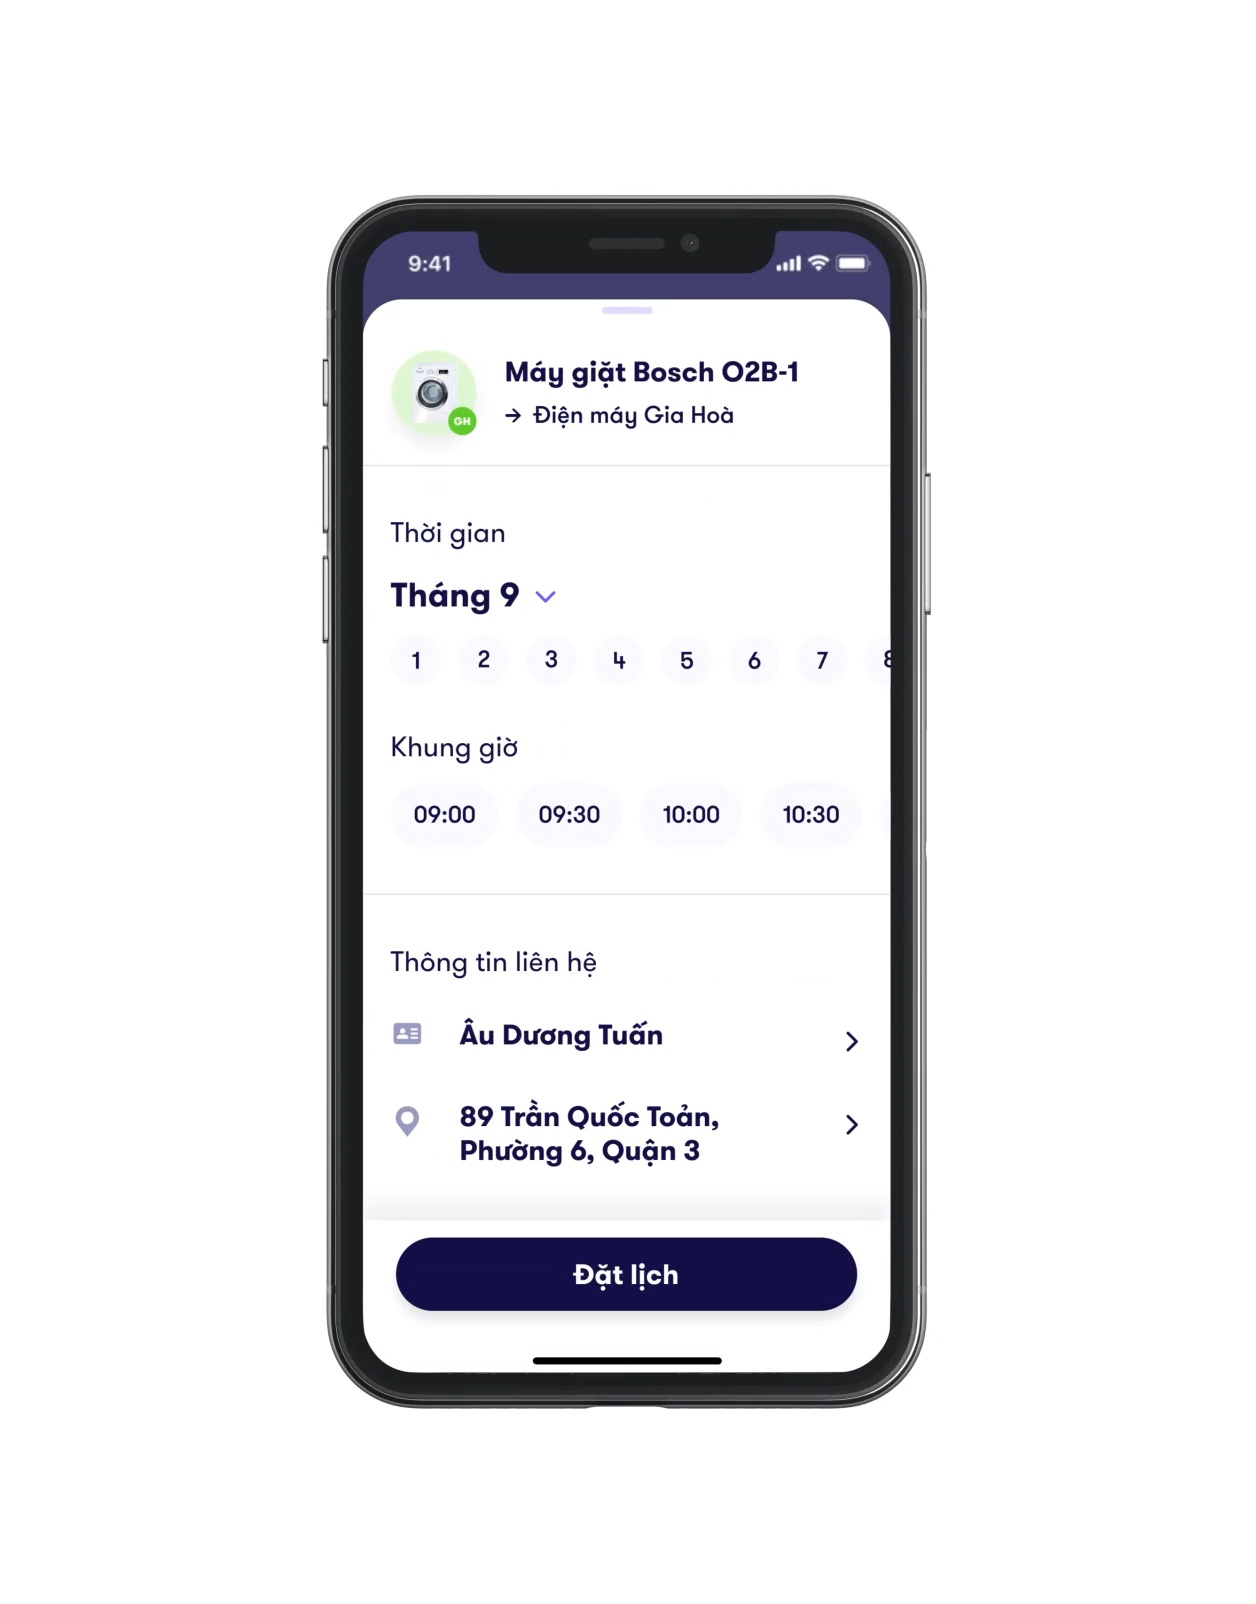 9:41
Máy giặt Bosch O2B-1
GH
→ Điện máy Gia Hoà
Thời gian
Tháng 9
1 2 3 4 5 6 7 8
Khung giờ
09:00 09:30 10:00 10:30
Thông tin liên hệ
Âu Dương Tuấn
89 Trần Quốc Toản,
Phường 6, Quận 3
Đặt lịch